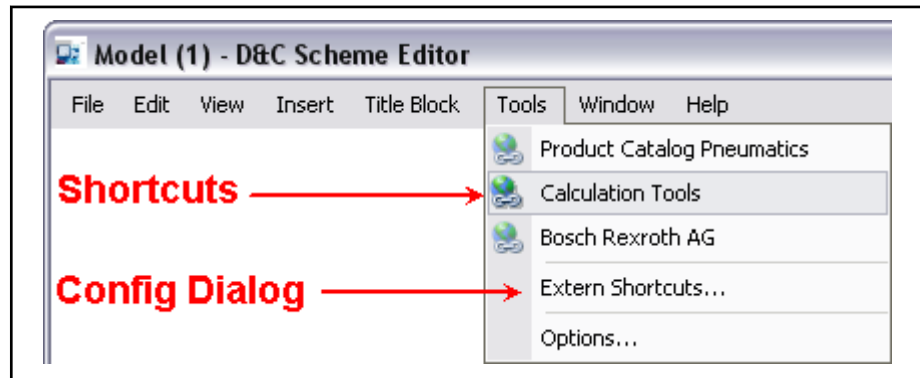 Model (1) - D&C Scheme Editor
File Edit View Insert Title Block Tools Window Help
Product Catalog Pneumatics
Shortcuts Calculation Tools
Bosch Rexroth AG
Config Dialog Extern Shortcuts...
Options...